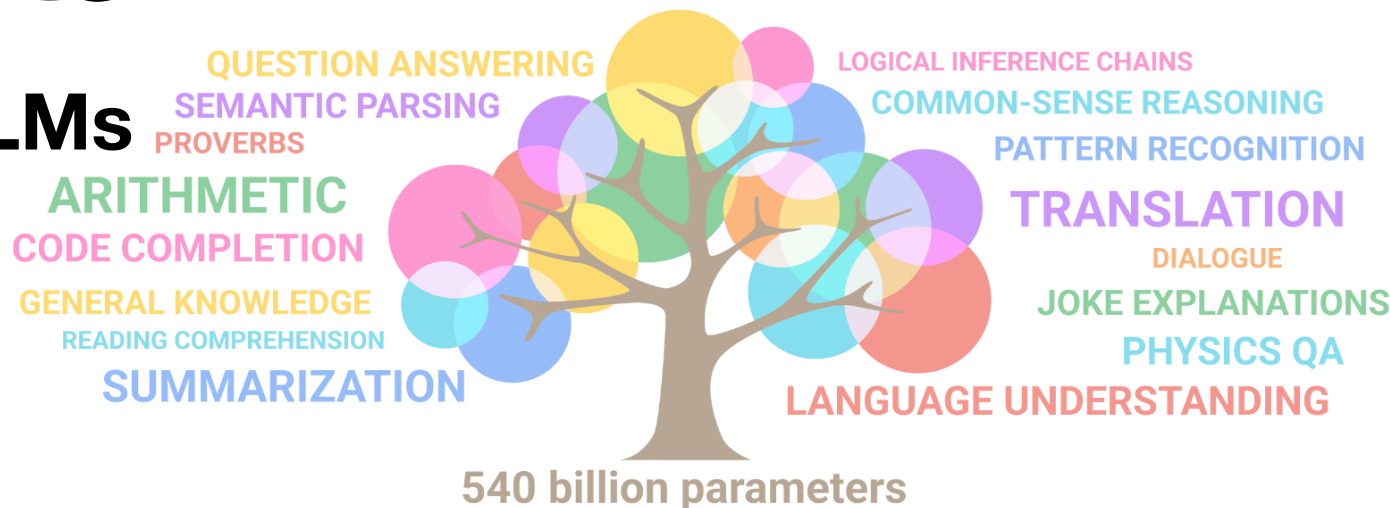 LMs
QUESTION ANSWERING
SEMANTIC PARSING
PROVERBS
ARITHMETIC
CODE COMPLETION
GENERAL KNOWLEDGE
READING COMPREHENSION
SUMMARIZATION
LOGICAL INFERENCE CHAINS
COMMON-SENSE REASONING
PATTERN RECOGNITION
TRANSLATION
DIALOGUE
JOKE EXPLANATIONS
PHYSICS QA
LANGUAGE UNDERSTANDING
540 billion parameters